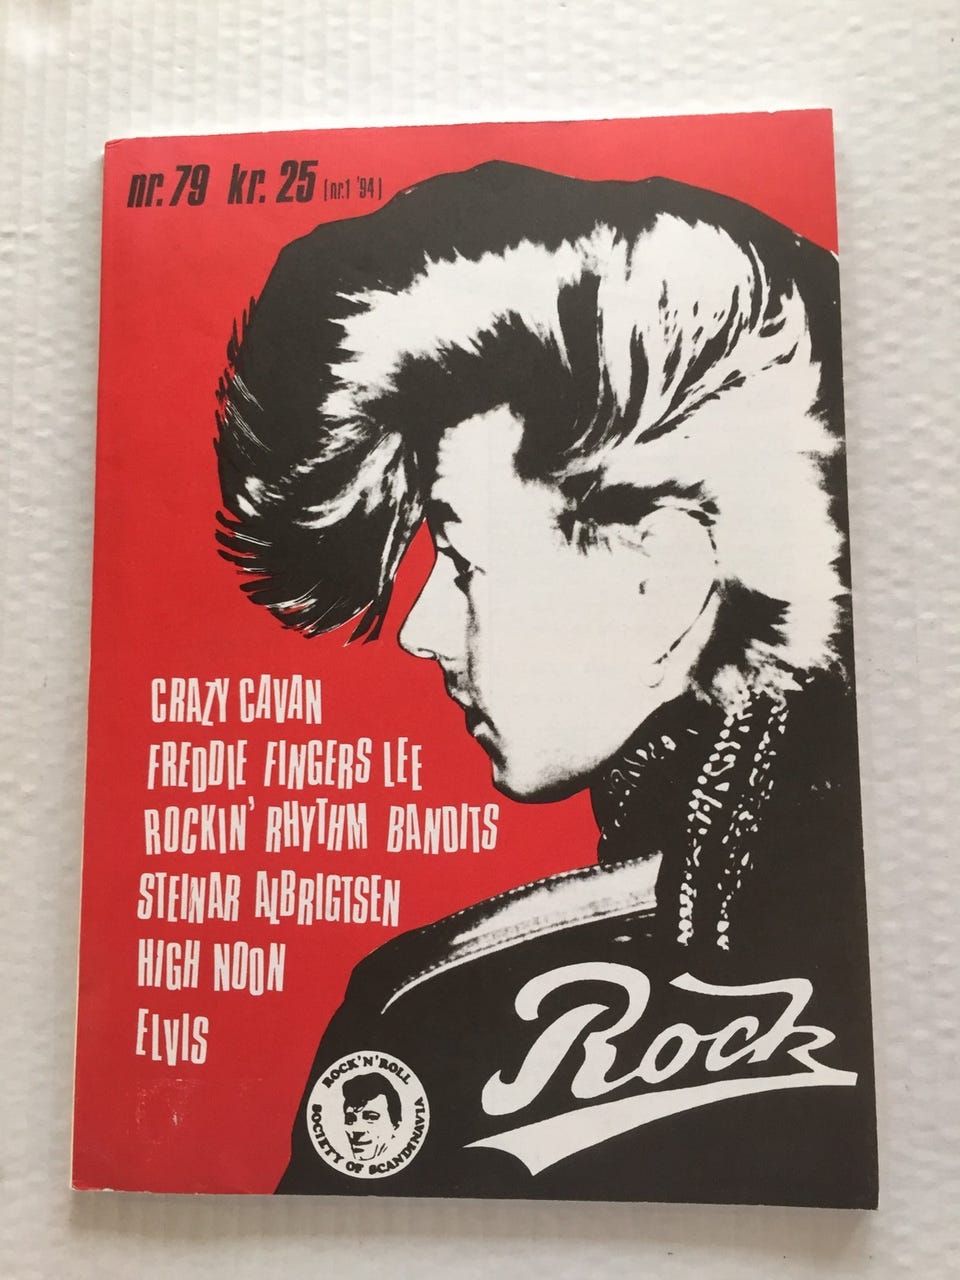 nr. 79 kr. 25 (nr.1 '94)
CRAZY CAVAN
FREDDIE FINGERS LEE
ROCKIN' RHYTHM BANDITS
STEINAR ALBRIGTSEN
HIGH NOON
ELVIS
Rock
ROCK'N'ROLL
SOCIETY OF SCANDINAVIA